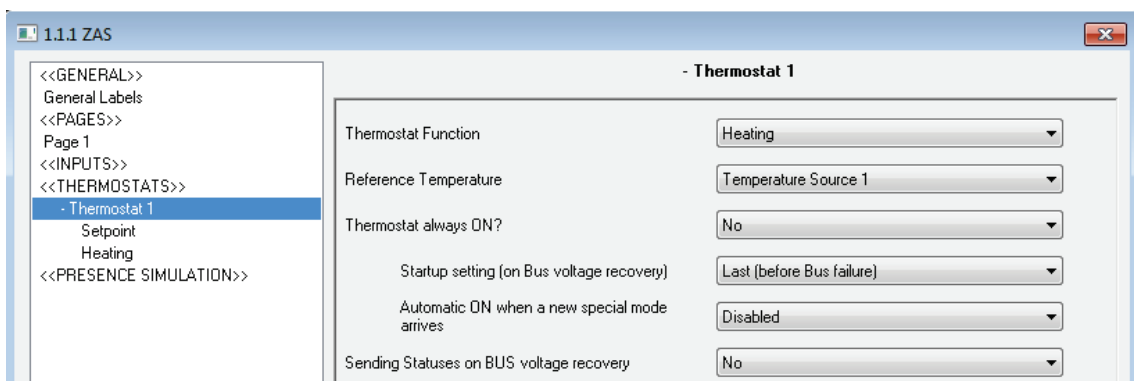 1.1.1 ZAS
<<GENERAL>>
General Labels
<<PAGES>>
Page 1
<<INPUTS>>
<<THERMOSTATS>>
- Thermostat 1
Setpoint
Heating
<<PRESENCE SIMULATION>>
- Thermostat 1
Thermostat Function Heating
Reference Temperature Temperature Source 1
Thermostat always ON? No
Startup setting (on Bus voltage recovery) Last (before Bus failure)
Automatic ON when a new special mode
arrives Disabled
Sending Statuses on BUS voltage recovery No